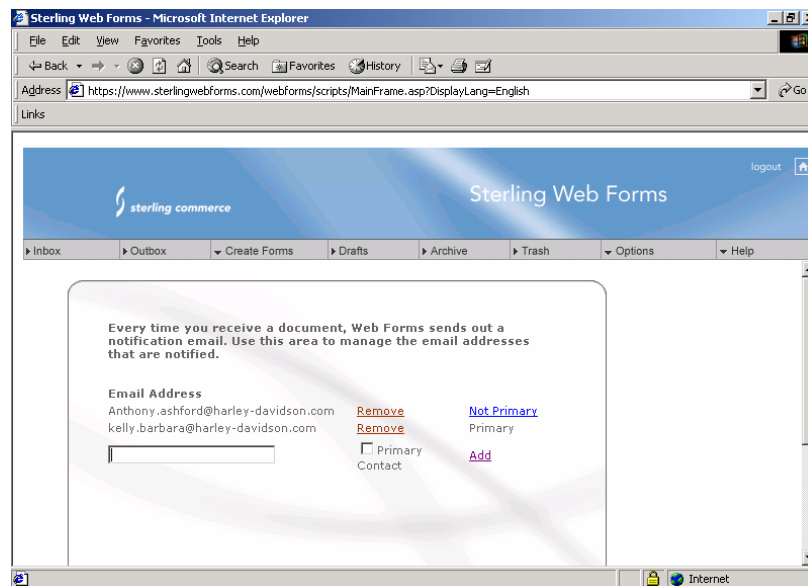 Sterling Web Forms - Microsoft Internet Explorer
File Edit View Favorites Tools Help
Back Search Favorites History
Address https://www.sterlingwebforms.com/webforms/scripts/MainFrame.asp?DisplayLang=English Go
Links
logout
sterling commerce Sterling Web Forms
Inbox Outbox Create Forms Drafts Archive Trash Options Help
Every time you receive a document, Web Forms sends out a
notification email. Use this area to manage the email addresses
that are notified.
Email Address
Anthony.ashford@harley-davidson.com Remove Not Primary
kelly.barbara@harley-davidson.com Remove Primary
Primary
Contact Add
Internet